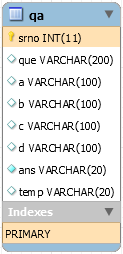 qa
srno INT(11)
que VARCHAR(200)
a VARCHAR(100)
b VARCHAR(100)
c VARCHAR(100)
d VARCHAR(100)
ans VARCHAR(20)
temp VARCHAR(20)
Indexes
PRIMARY